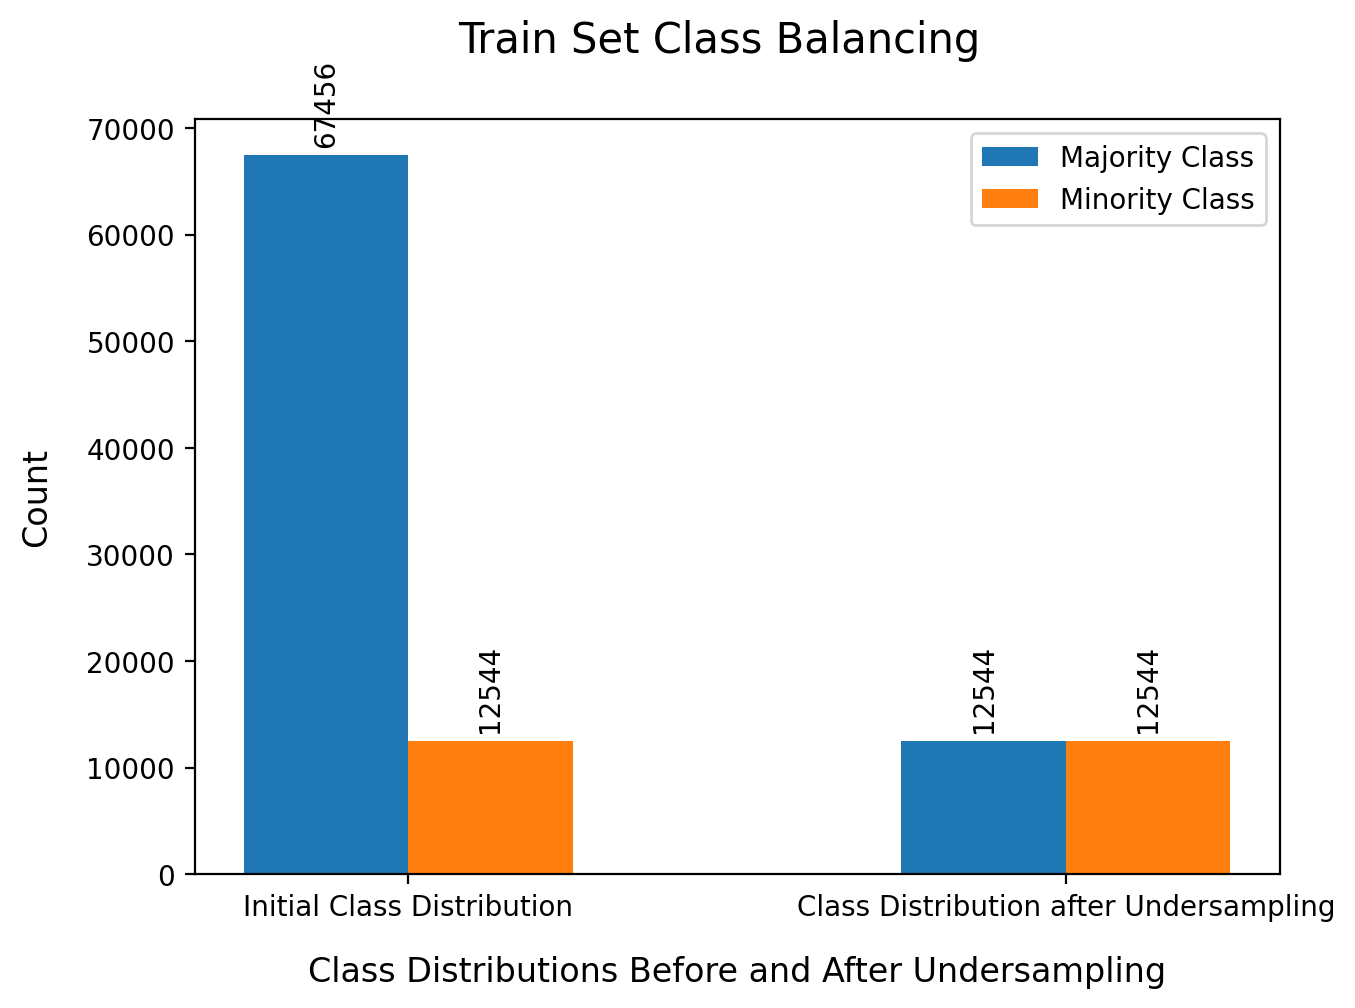 Train Set Class Balancing
67456
70000
60000
50000
40000
30000
20000
10000
0
Count
Majority Class
Minority Class
12544
12544
12544
Initial Class Distribution
Class Distribution after Undersampling
Class Distributions Before and After Undersampling